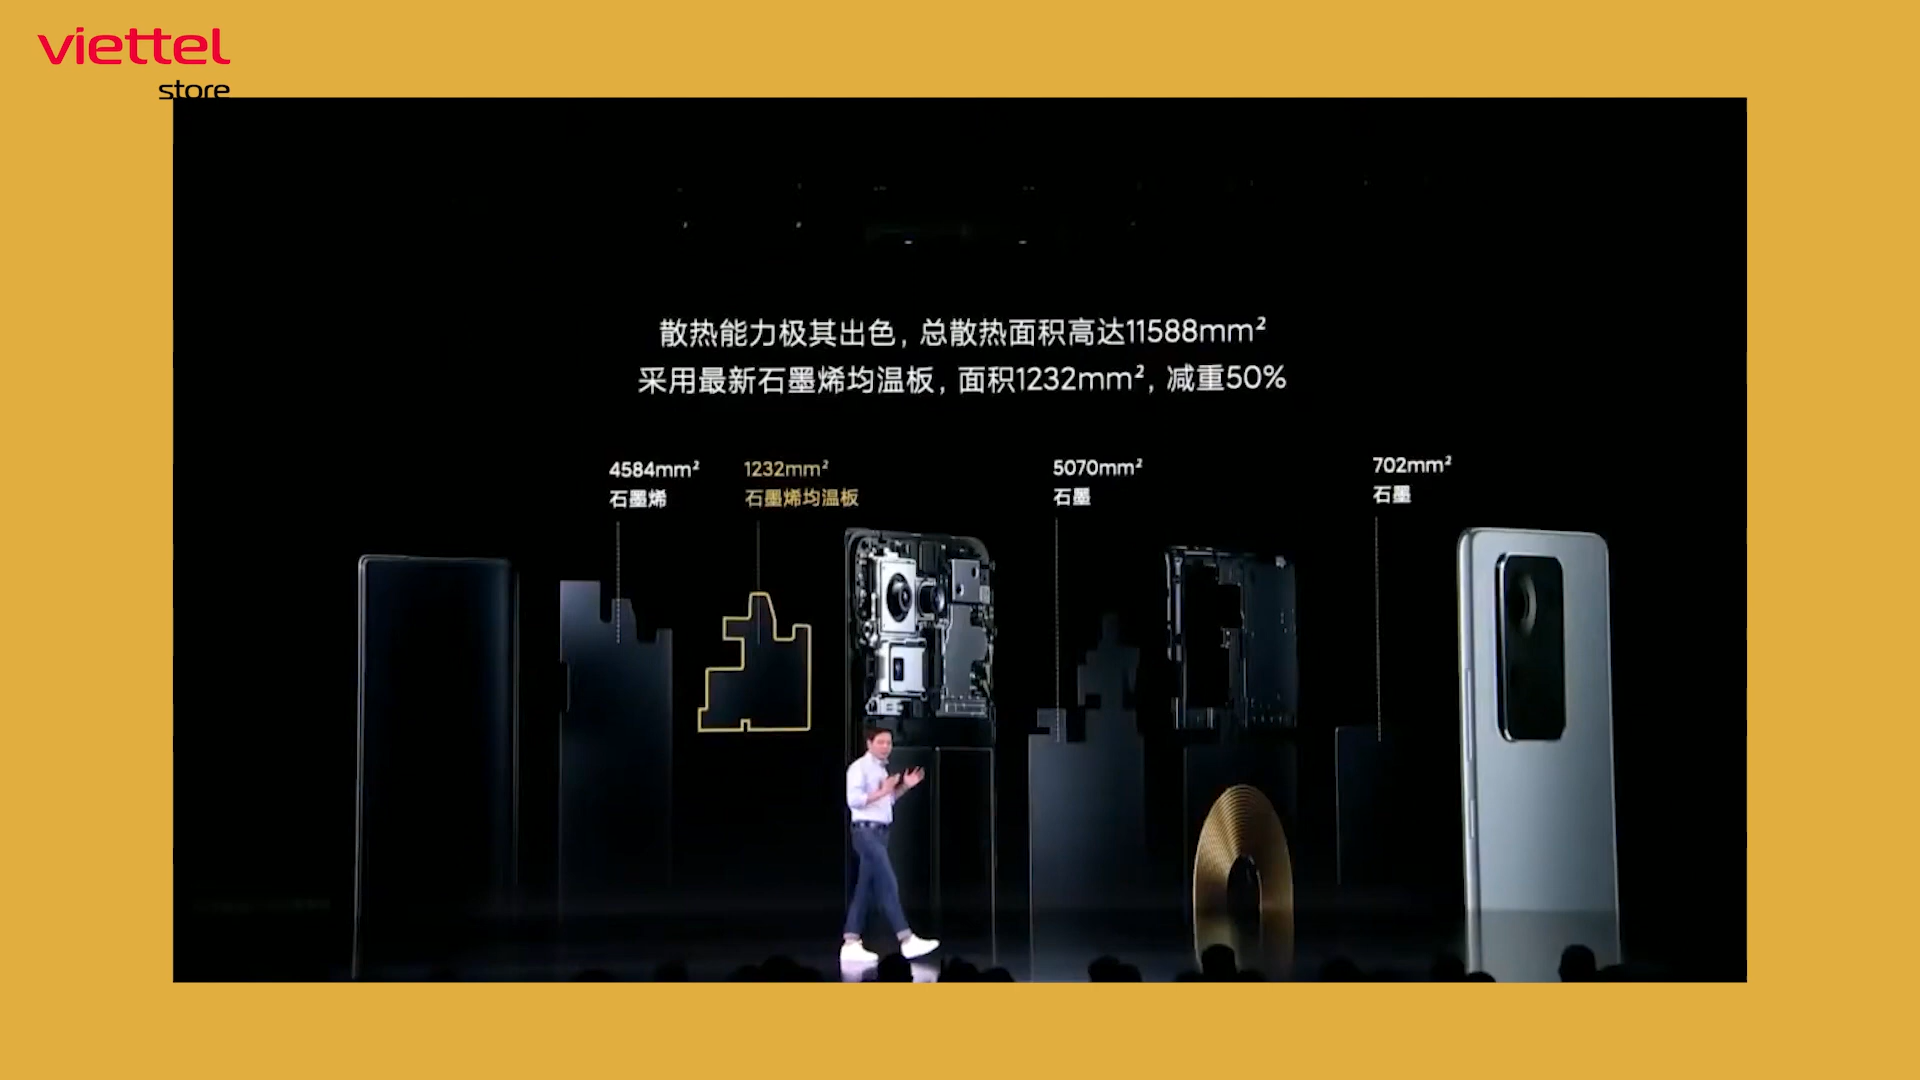 viettel
store
散热能力极其出色，总散热面积高达11588mm²
采用最新石墨烯均温板，面积1232mm²，减重50%
4584mm²
石墨烯
1232mm²
石墨烯均温板
5070mm²
石墨
702mm²
石墨